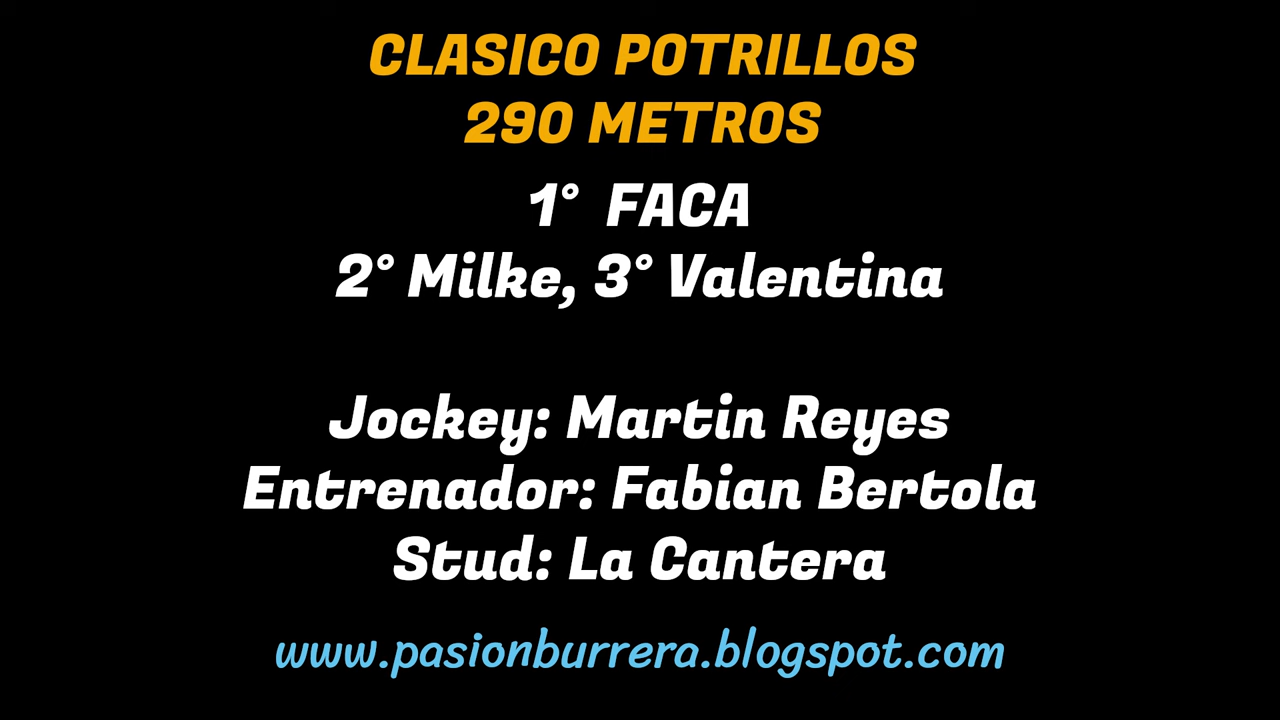 CLASICO POTRILLOS
290 METROS
1° FACA
2° Milke, 3° Valentina
Jockey: Martin Reyes
Entrenador: Fabian Bertola
Stud: La Cantera
www.pasionburrera.blogspot.com